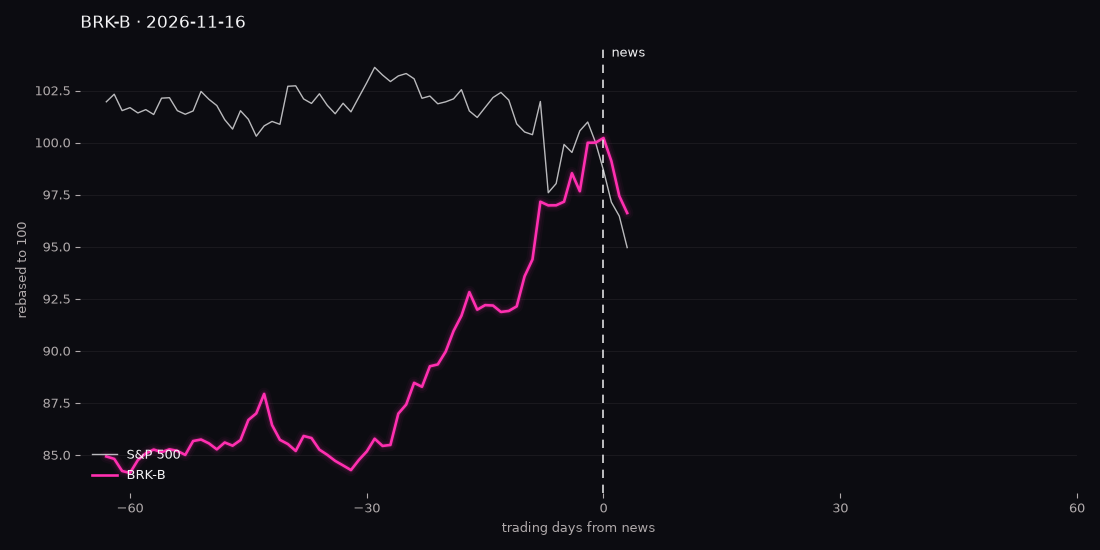 BRK-B · 2026-11-16
news
102.5
100.0
97.5
95.0
92.5
90.0
87.5
85.0
rebased to 100
S&P 500
BRK-B
−60
−30
0
30
60
trading days from news